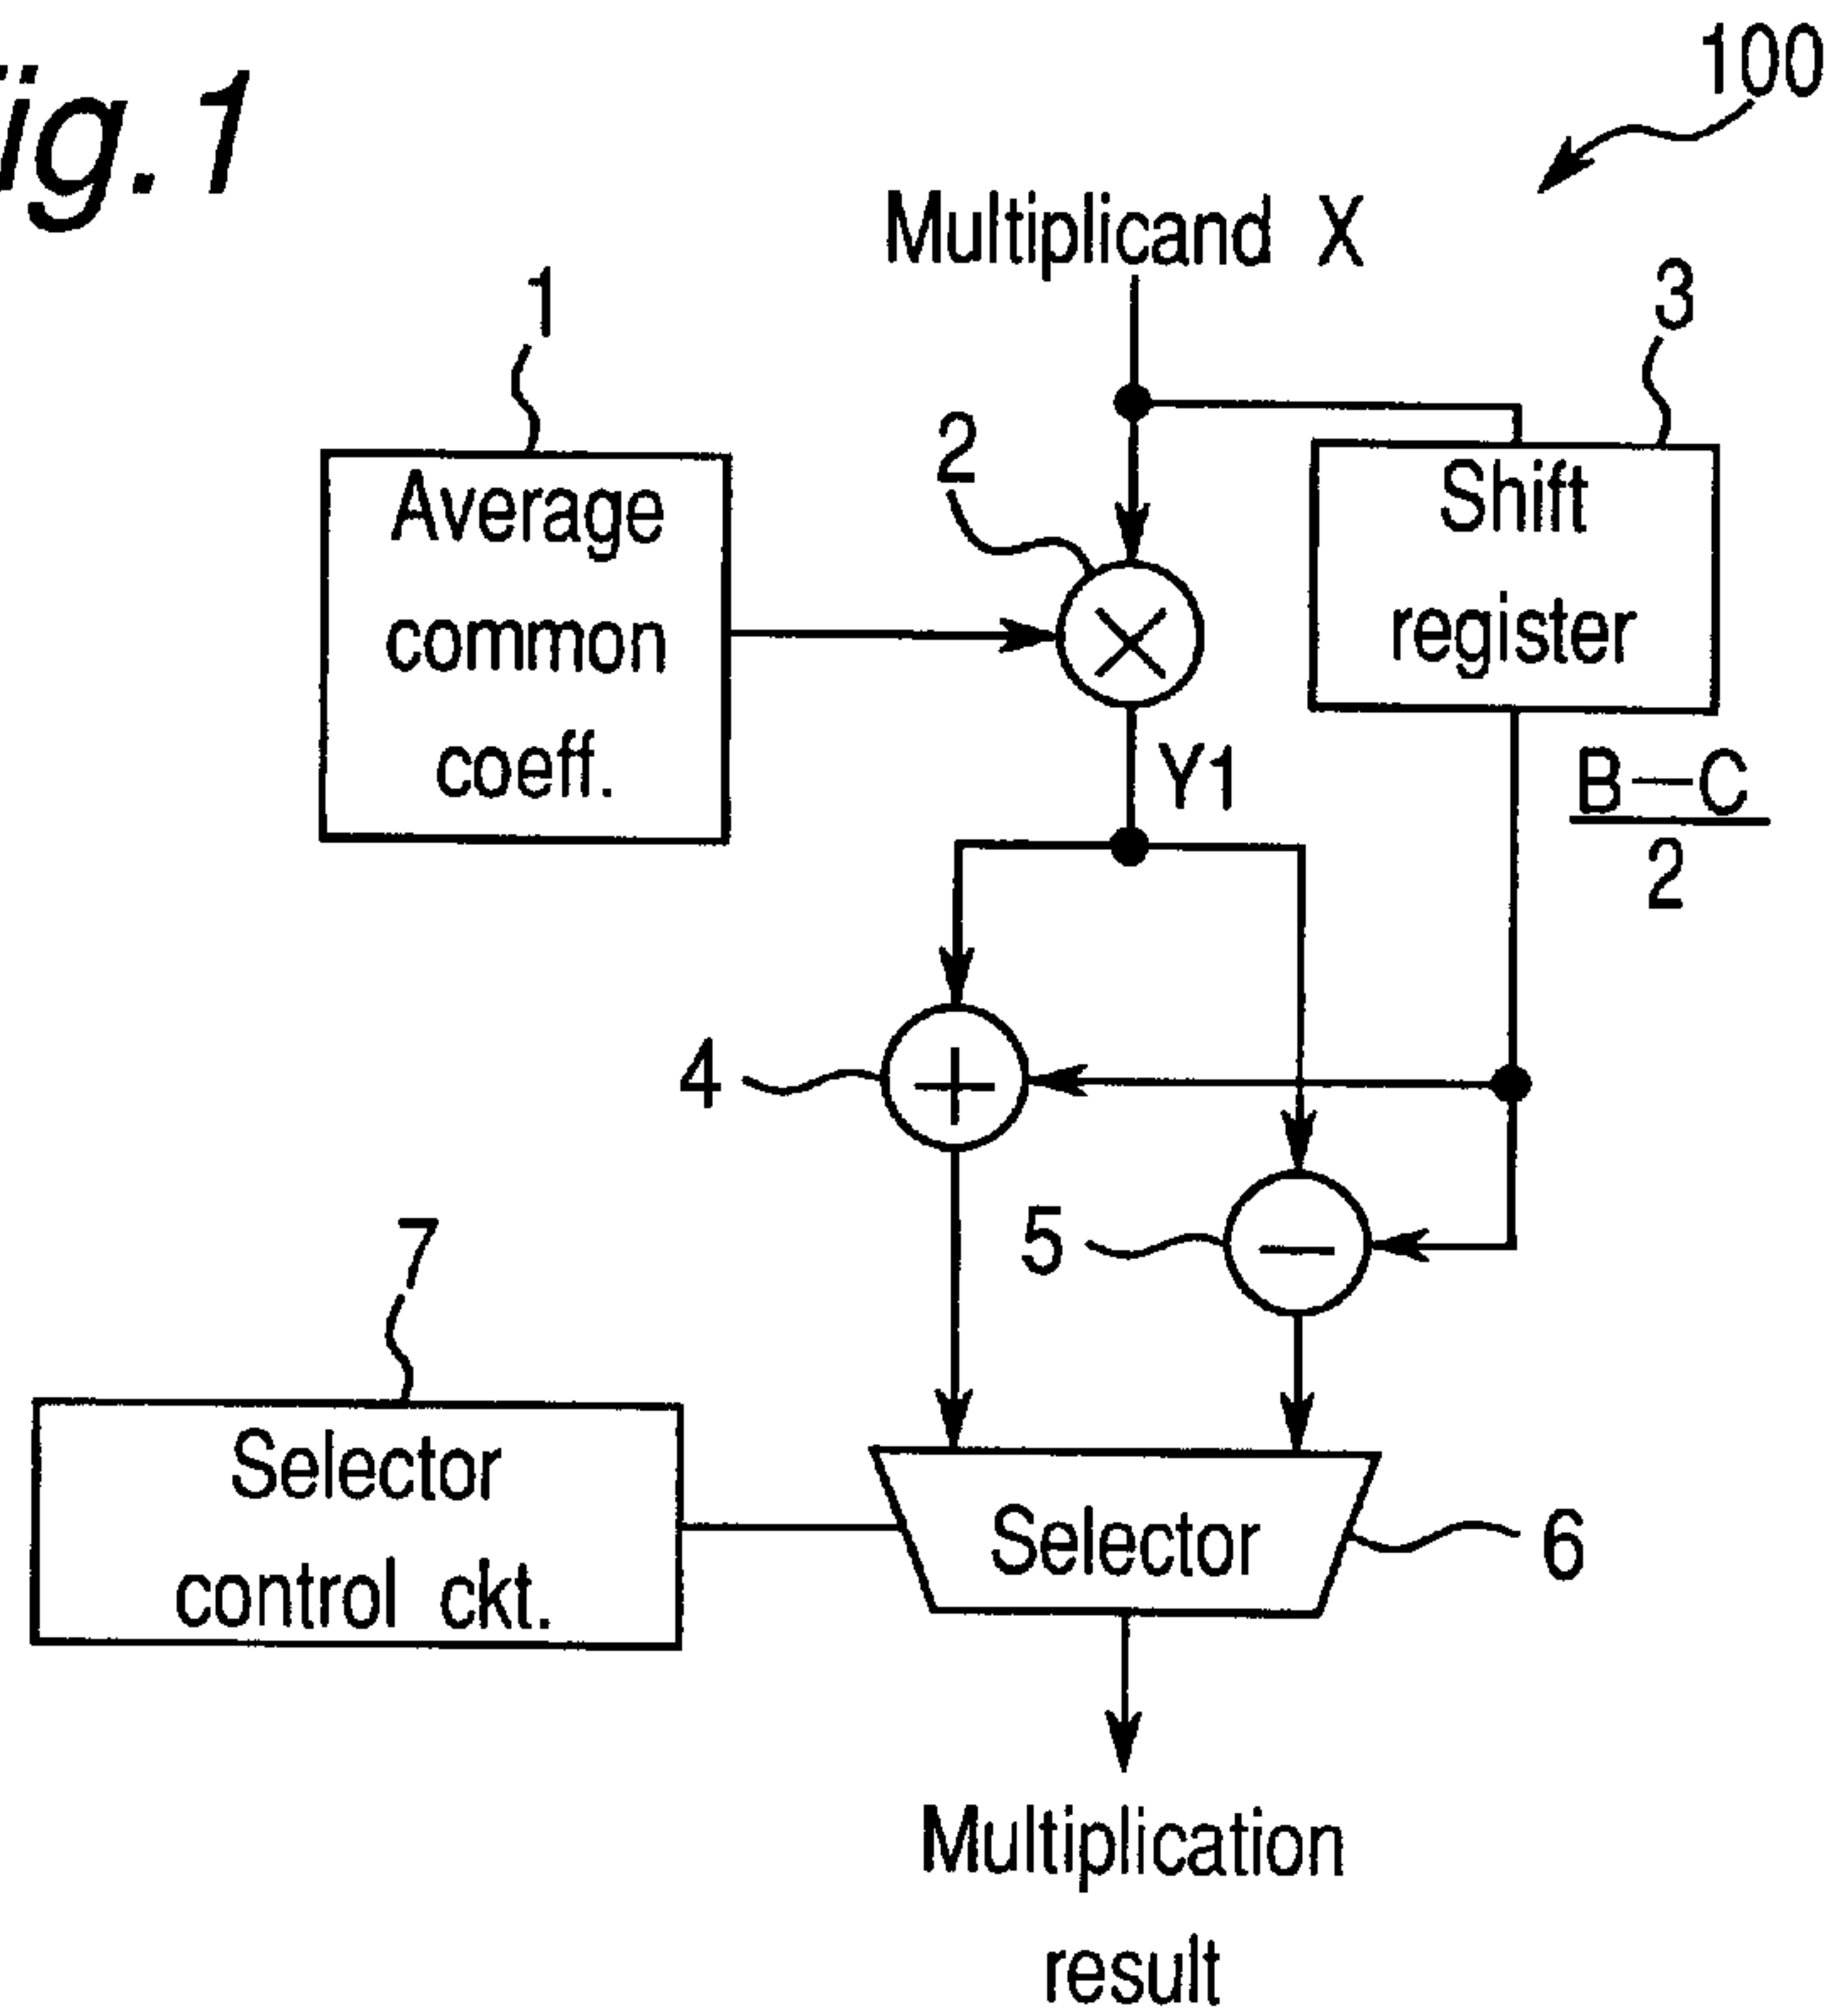 ig.1
100
Multiplicand X
1
3
2
Average
common
coeff.
Shift
register
Y1
B—C
2
4
5
7
Selector
control ckt.
Selector
6
Multiplication
result